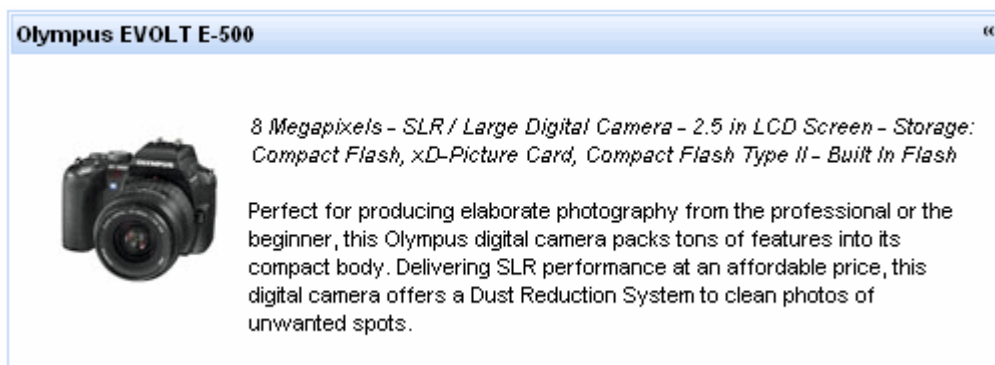 Olympus EVOLT E-500 «
OLYMPUS
8 Megapixels - SLR / Large Digital Camera - 2.5 in LCD Screen - Storage:
Compact Flash, xD-Picture Card, Compact Flash Type II - Built In Flash
Perfect for producing elaborate photography from the professional or the
beginner, this Olympus digital camera packs tons of features into its
compact body. Delivering SLR performance at an affordable price, this
digital camera offers a Dust Reduction System to clean photos of
unwanted spots.